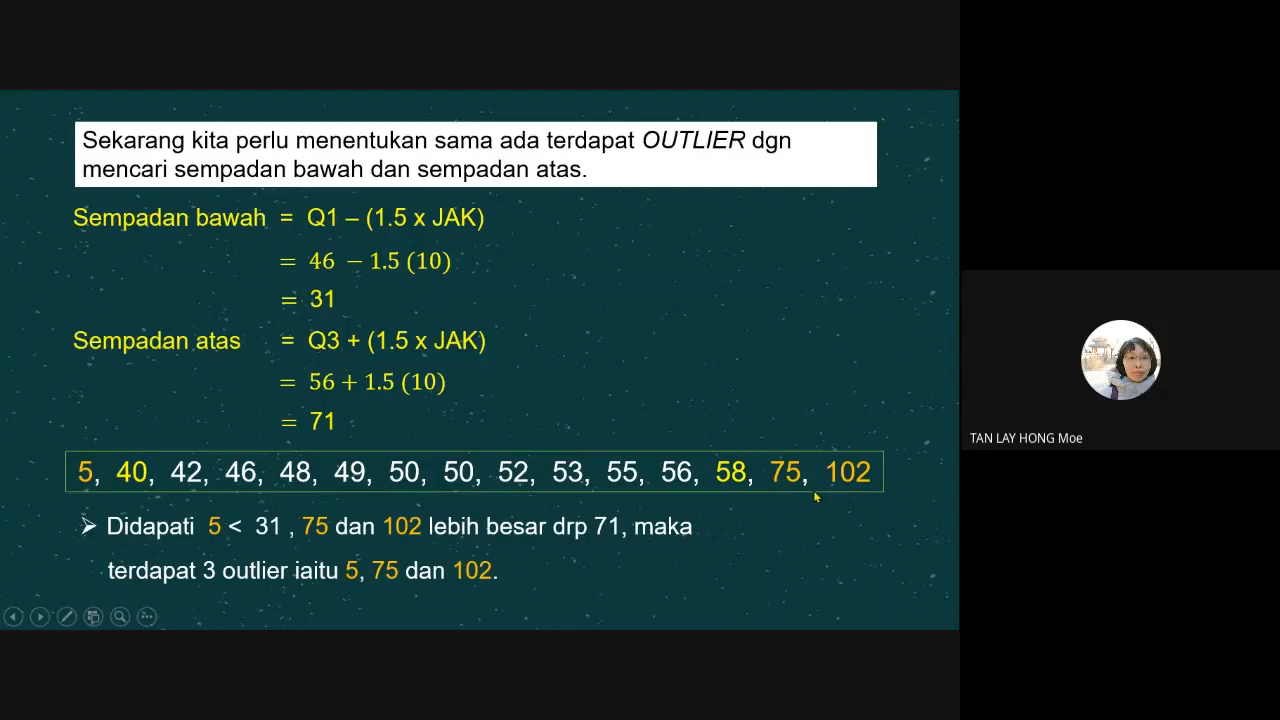 Sekarang kita perlu menentukan sama ada terdapat OUTLIER dgn
mencari sempadan bawah dan sempadan atas.
Sempadan bawah = Q1 – (1.5 x JAK)
= 46 − 1.5 (10)
= 31
Sempadan atas = Q3 + (1.5 x JAK)
= 56 + 1.5 (10)
= 71
5, 40, 42, 46, 48, 49, 50, 50, 52, 53, 55, 56, 58, 75, 102
➢ Didapati 5 < 31 , 75 dan 102 lebih besar drp 71, maka
terdapat 3 outlier iaitu 5, 75 dan 102.
TAN LAY HONG Moe